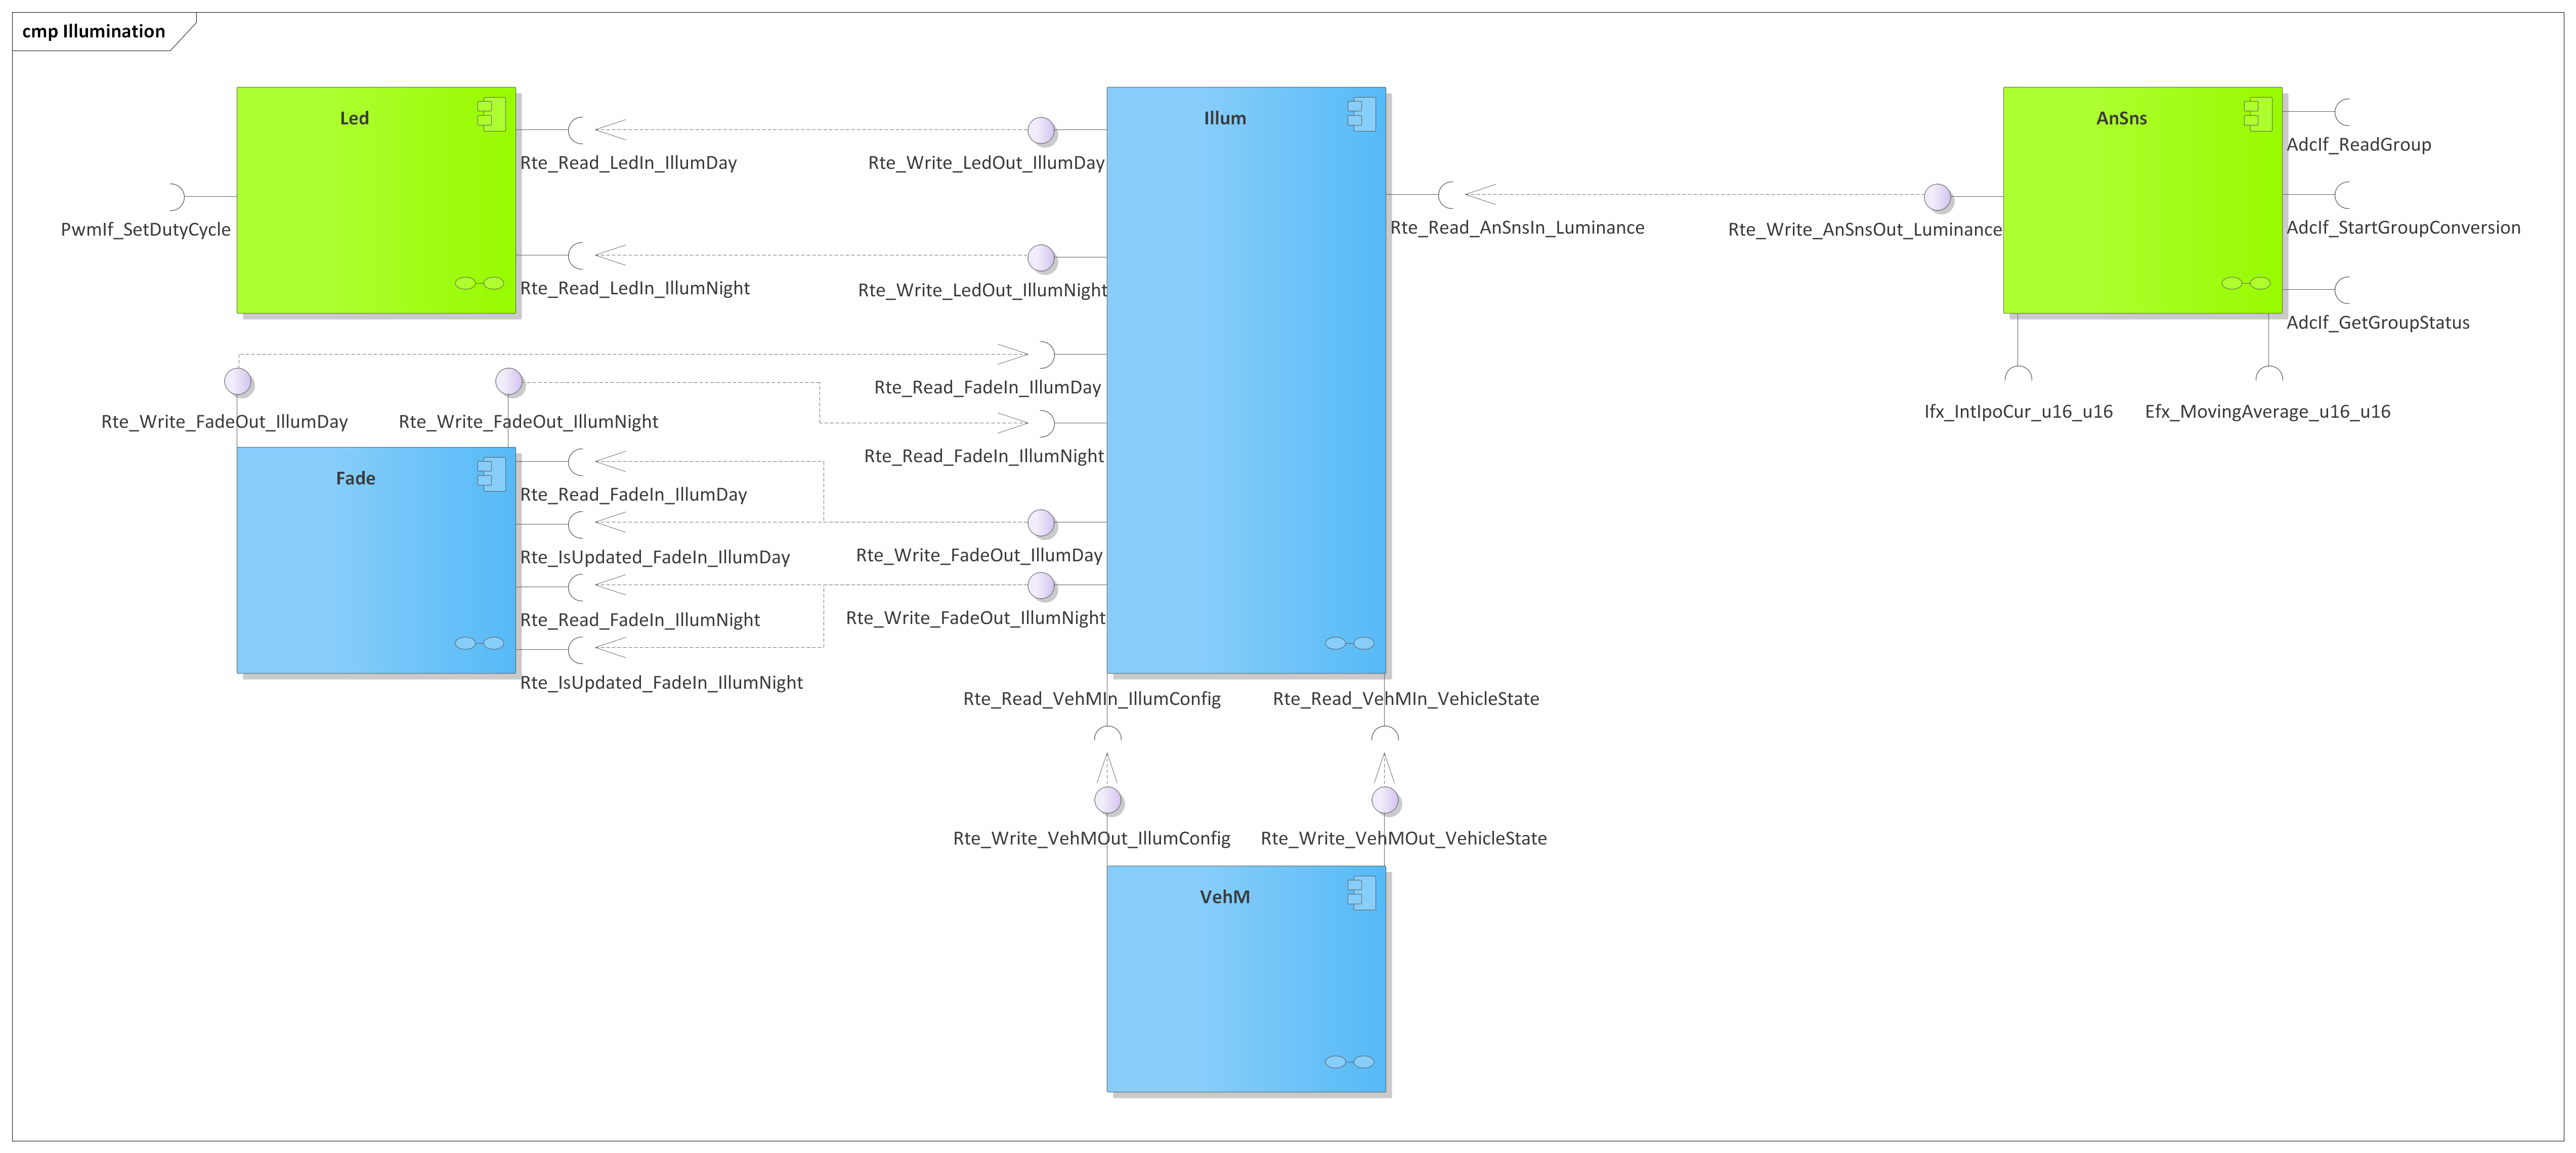 cmp Illumination
Led
Illum
AnSns
Rte_Read_LedIn_IllumDay
Rte_Write_LedOut_IllumDay
AdcIf_ReadGroup
PwmIf_SetDutyCycle
Rte_Read_AnSnsIn_Luminance
Rte_Write_AnSnsOut_Luminance
AdcIf_StartGroupConversion
Rte_Read_LedIn_IllumNight
Rte_Write_LedOut_IllumNight
AdcIf_GetGroupStatus
Rte_Read_FadeIn_IllumDay
Rte_Write_FadeOut_IllumDay
Rte_Write_FadeOut_IllumNight
Ifx_IntIpoCur_u16_u16
Efx_MovingAverage_u16_u16
Rte_Read_FadeIn_IllumNight
Fade
Rte_Read_FadeIn_IllumDay
Rte_IsUpdated_FadeIn_IllumDay
Rte_Write_FadeOut_IllumDay
Rte_Read_FadeIn_IllumNight
Rte_Write_FadeOut_IllumNight
Rte_IsUpdated_FadeIn_IllumNight
Rte_Read_VehMIn_IllumConfig
Rte_Read_VehMIn_VehicleState
Rte_Write_VehMOut_IllumConfig
Rte_Write_VehMOut_VehicleState
VehM